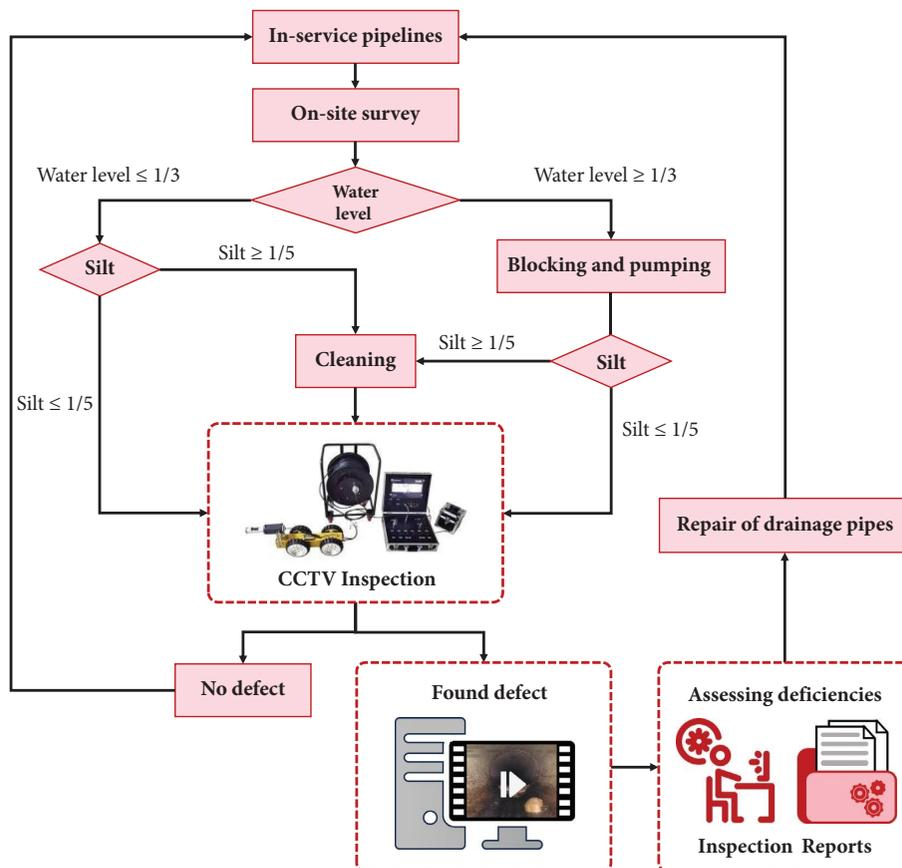 In-service pipelines
On-site survey
Water level ≤ 1/3
Water level ≥ 1/3
Water
level
Silt
Silt ≥ 1/5
Blocking and pumping
Cleaning
Silt ≥ 1/5
Silt
Silt ≤ 1/5
Silt ≤ 1/5
CCTV Inspection
Repair of drainage pipes
No defect
Found defect
Assessing deficiencies
Inspection Reports